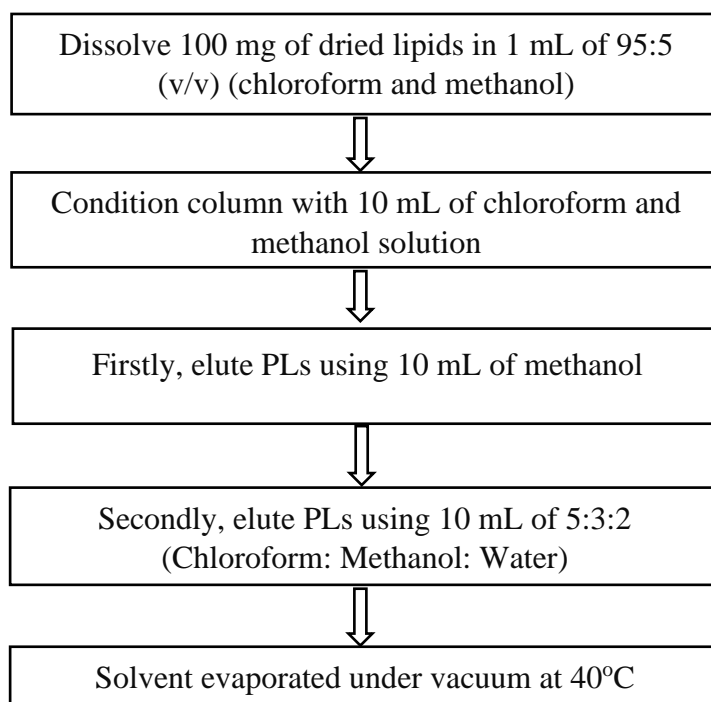 Dissolve 100 mg of dried lipids in 1 mL of 95:5
(v/v) (chloroform and methanol)
Condition column with 10 mL of chloroform and
methanol solution
Firstly, elute PLs using 10 mL of methanol
Secondly, elute PLs using 10 mL of 5:3:2
(Chloroform: Methanol: Water)
Solvent evaporated under vacuum at 40°C